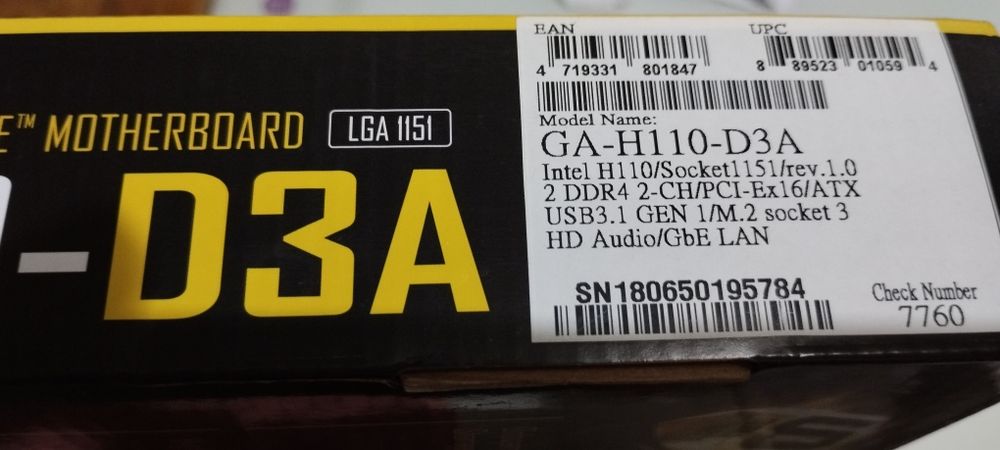 E™ MOTHERBOARD LGA 1151
-D3A
EAN UPC
4 719331 801847 8 89523 01059 4
Model Name:
GA-H110-D3A
Intel H110/Socket1151/rev.1.0
2 DDR4 2-CH/PCI-Ex16/ATX
USB3.1 GEN 1/M.2 socket 3
HD Audio/GbE LAN
SN180650195784
Check Number
7760